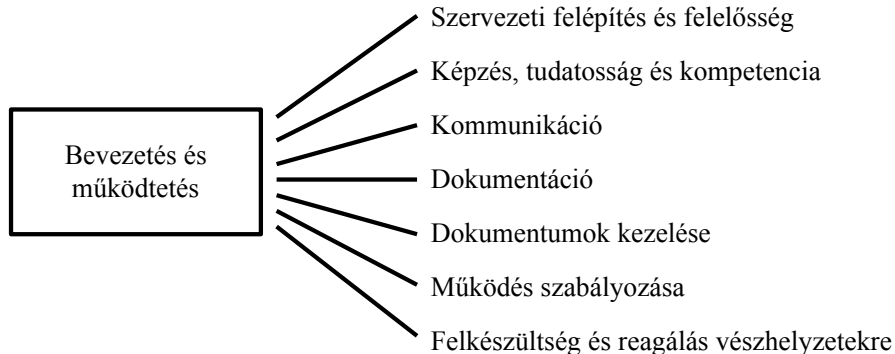 Szervezeti felépítés és felelősség
Képzés, tudatosság és kompetencia
Kommunikáció
Bevezetés és
működtetés
Dokumentáció
Dokumentumok kezelése
Működés szabályozása
Felkészültség és reagálás vészhelyzetekre